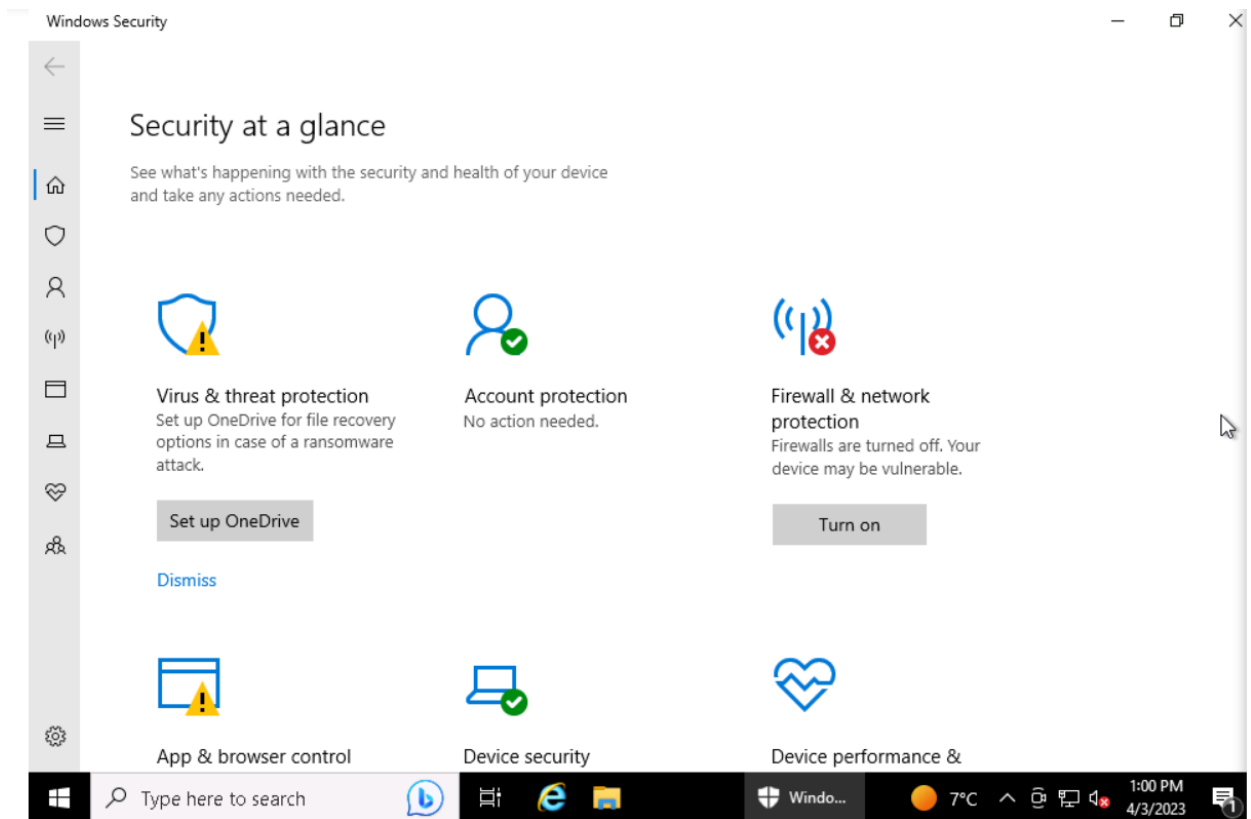 Windows Security
Security at a glance
See what's happening with the security and health of your device
and take any actions needed.
Virus & threat protection
Set up OneDrive for file recovery
options in case of a ransomware
attack.
Set up OneDrive
Dismiss
Account protection
No action needed.
Firewall & network
protection
Firewalls are turned off. Your
device may be vulnerable.
Turn on
App & browser control
Device security
Device performance &
Type here to search
Windo...
7°C
1:00 PM
4/3/2023
1